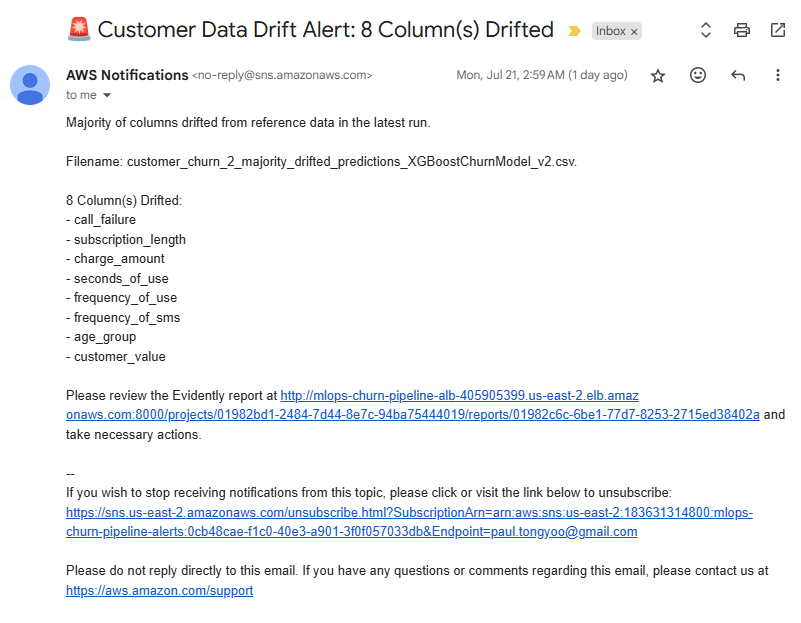 🚨 Customer Data Drift Alert: 8 Column(s) Drifted Inbox ×
AWS Notifications <no-reply@sns.amazonaws.com> Mon, Jul 21, 2:59 AM (1 day ago)
to me
Majority of columns drifted from reference data in the latest run.
Filename: customer_churn_2_majority_drifted_predictions_XGBoostChurnModel_v2.csv.
8 Column(s) Drifted:
- call_failure
- subscription_length
- charge_amount
- seconds_of_use
- frequency_of_use
- frequency_of_sms
- age_group
- customer_value
Please review the Evidently report at http://mlops-churn-pipeline-alb-405905399.us-east-2.elb.amaz
onaws.com:8000/projects/01982bd1-2484-7d44-8e7c-94ba75444019/reports/01982c6c-6be1-77d7-8253-2715ed38402a and
take necessary actions.
--
If you wish to stop receiving notifications from this topic, please click or visit the link below to unsubscribe:
https://sns.us-east-2.amazonaws.com/unsubscribe.html?SubscriptionArn=arn:aws:sns:us-east-2:183631314800:mlops-
churn-pipeline-alerts:0cb48cae-f1c0-40e3-a901-3f0f057033db&Endpoint=paul.tongyoo@gmail.com
Please do not reply directly to this email. If you have any questions or comments regarding this email, please contact us at
https://aws.amazon.com/support